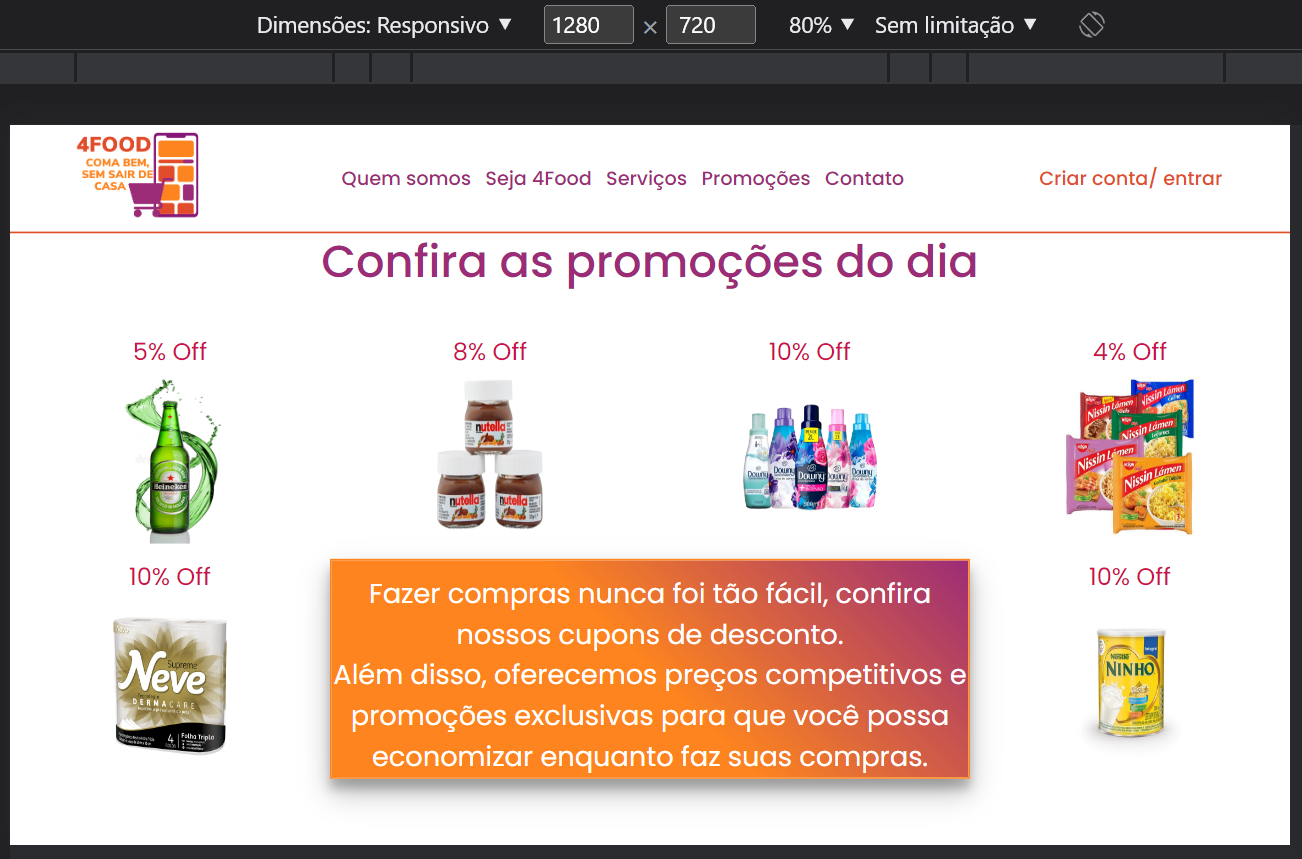 Dimensões: Responsivo ▼ 1280 × 720 80% ▼ Sem limitação ▼
4FOOD
COMA BEM,
SEM SAIR DE
CASA
Quem somos Seja 4Food Serviços Promoções Contato
Criar conta/ entrar
Confira as promoções do dia
5% Off
8% Off
10% Off
4% Off
Heineken
nutella
nutella
nutella
Downy
Downy
Downy
Downy
Downy
Nissin Lámen
Nissin Lámen
Nissin Lámen
Nissin Lámen
Nissin Lámen
10% Off
10% Off
Neve
Supreme
DERMACARE
4
Folha Triplo
Fazer compras nunca foi tão fácil, confira
nossos cupons de desconto.
Além disso, oferecemos preços competitivos e
promoções exclusivas para que você possa
economizar enquanto faz suas compras.
Nestlé
NINHO